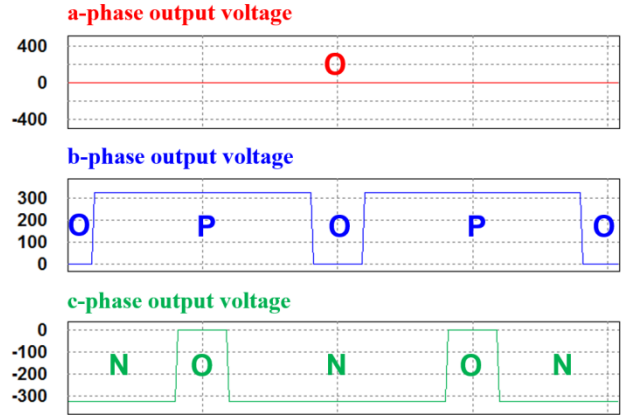 a-phase output voltage
400
O
0
-400
b-phase output voltage
300
200
O P O P O
100
0
c-phase output voltage
0
-100
N O N O N
-200
-300